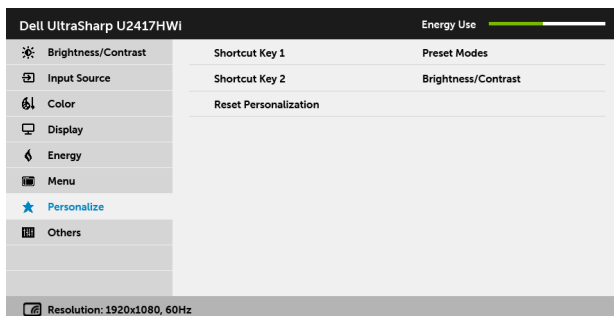 Dell UltraSharp U2417HWi Energy Use
Brightness/Contrast Shortcut Key 1 Preset Modes
Input Source Shortcut Key 2 Brightness/Contrast
Color Reset Personalization
Display
Energy
Menu
Personalize
Others
Resolution: 1920x1080, 60Hz